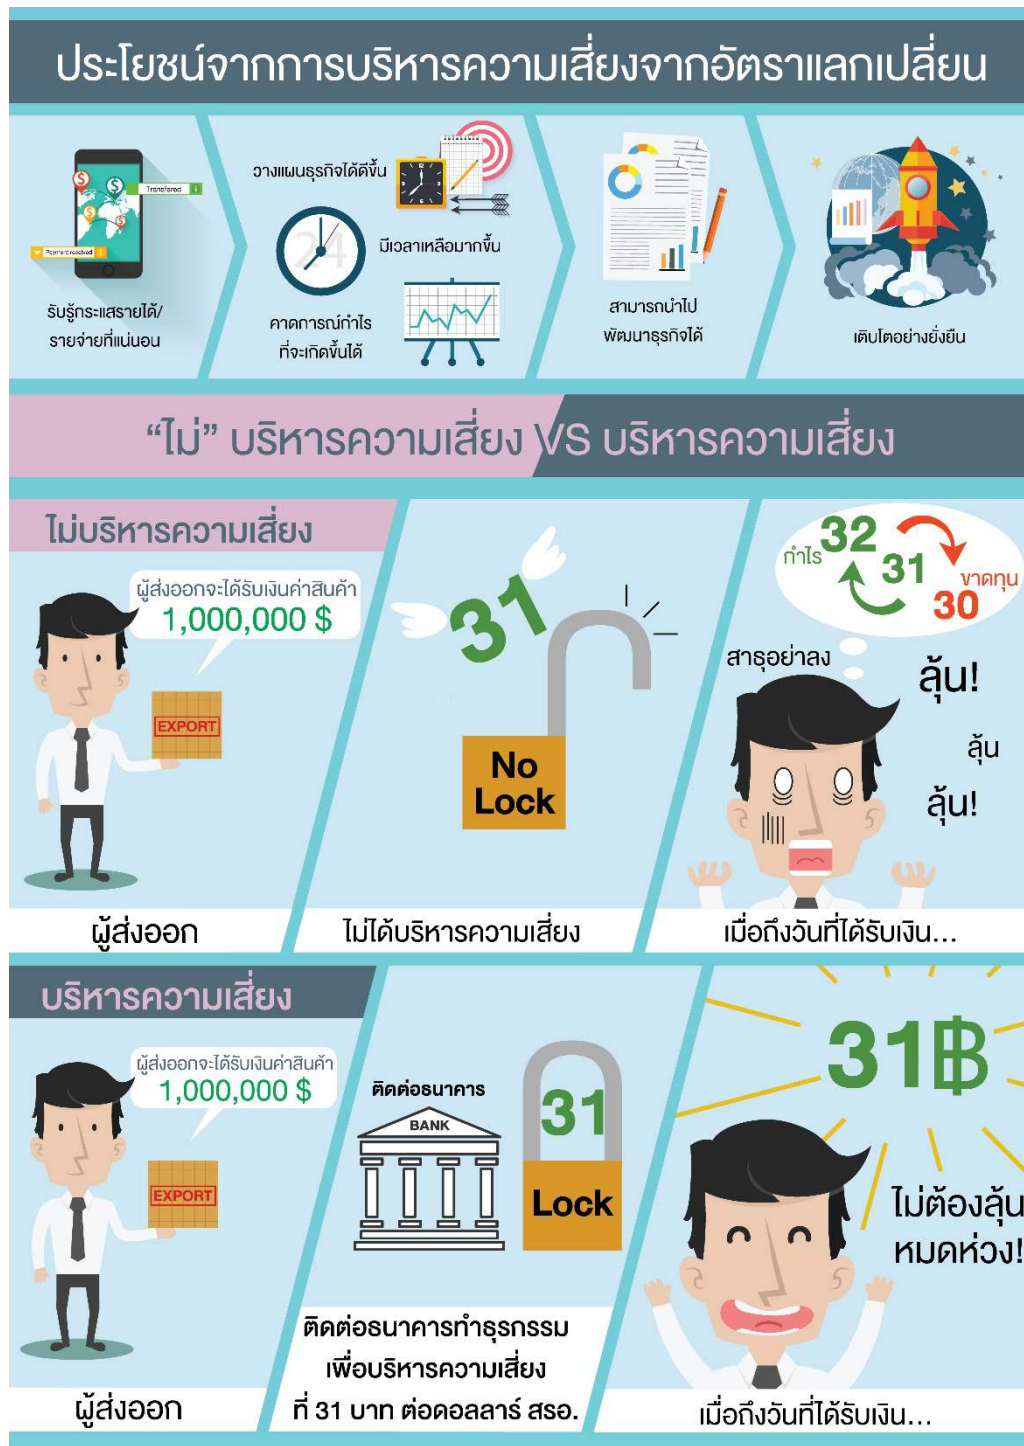 ประโยชน์จากการบริหารความเสี่ยงจากอัตราแลกเปลี่ยน
Transfered
Payment received
รับรู้กระแสรายได้/
รายจ่ายที่แน่นอน
วางแผนธุรกิจได้ดีขึ้น
24
มีเวลาเหลือมากขึ้น
คาดการณ์กำไร
ที่จะเกิดขึ้นได้
สามารถนำไป
พัฒนาธุรกิจได้
เติบโตอย่างยั่งยืน
“ไม่” บริหารความเสี่ยง VS บริหารความเสี่ยง
ไม่บริหารความเสี่ยง
ผู้ส่งออกจะได้รับเงินค่าสินค้า
1,000,000 $
EXPORT
ผู้ส่งออก
31
No
Lock
ไม่ได้บริหารความเสี่ยง
กำไร 32
31
ขาดทุน
30
สาธุอย่าลง
ลุ้น!
ลุ้น
ลุ้น!
เมื่อถึงวันที่ได้รับเงิน...
บริหารความเสี่ยง
ผู้ส่งออกจะได้รับเงินค่าสินค้า
1,000,000 $
EXPORT
ผู้ส่งออก
ติดต่อธนาคาร
BANK
31
Lock
ติดต่อธนาคารทำธุรกรรม
เพื่อบริหารความเสี่ยง
ที่ 31 บาท ต่อดอลลาร์ สรอ.
31฿
ไม่ต้องลุ้น
หมดห่วง!
เมื่อถึงวันที่ได้รับเงิน...